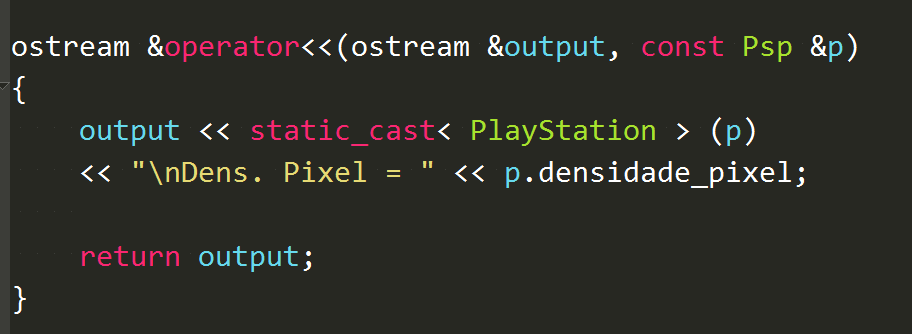 ostream &operator<<(ostream &output, const Psp &p)
{
    output << static_cast< PlayStation > (p)
    << "\nDens. Pixel = " << p.densidade_pixel;
    return output;
}